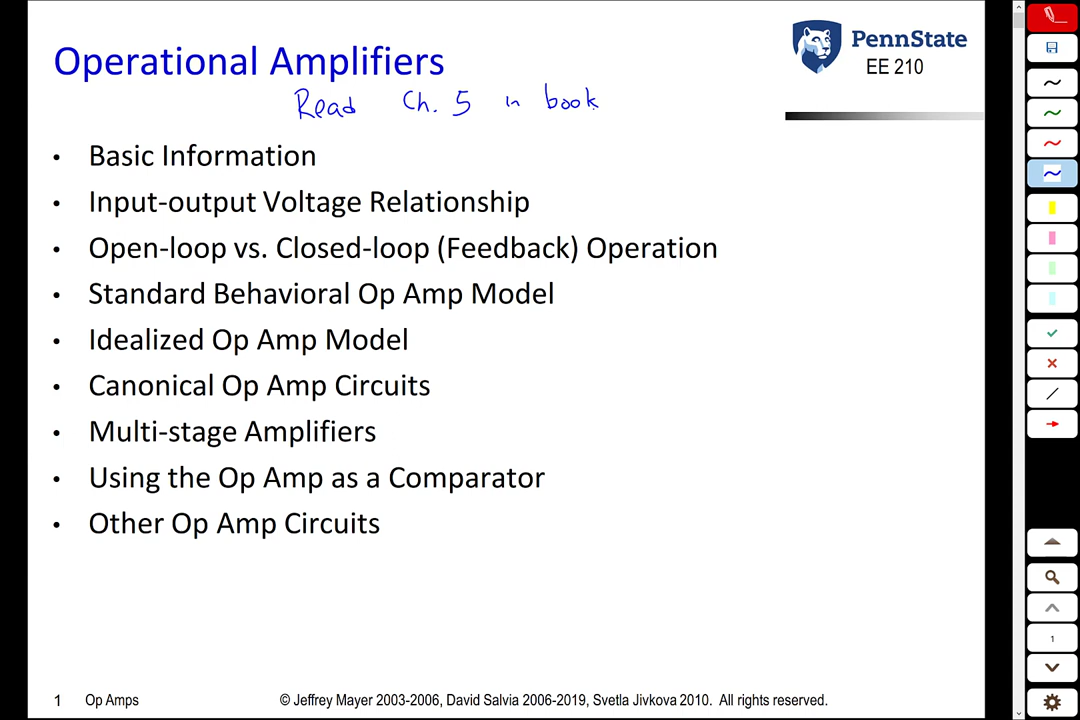 Operational Amplifiers
PennState
EE 210
Read Ch. 5 in book
• Basic Information
• Input-output Voltage Relationship
• Open-loop vs. Closed-loop (Feedback) Operation
• Standard Behavioral Op Amp Model
• Idealized Op Amp Model
• Canonical Op Amp Circuits
• Multi-stage Amplifiers
• Using the Op Amp as a Comparator
• Other Op Amp Circuits
1 Op Amps © Jeffrey Mayer 2003-2006, David Salvia 2006-2019, Svetla Jivkova 2010. All rights reserved.
1